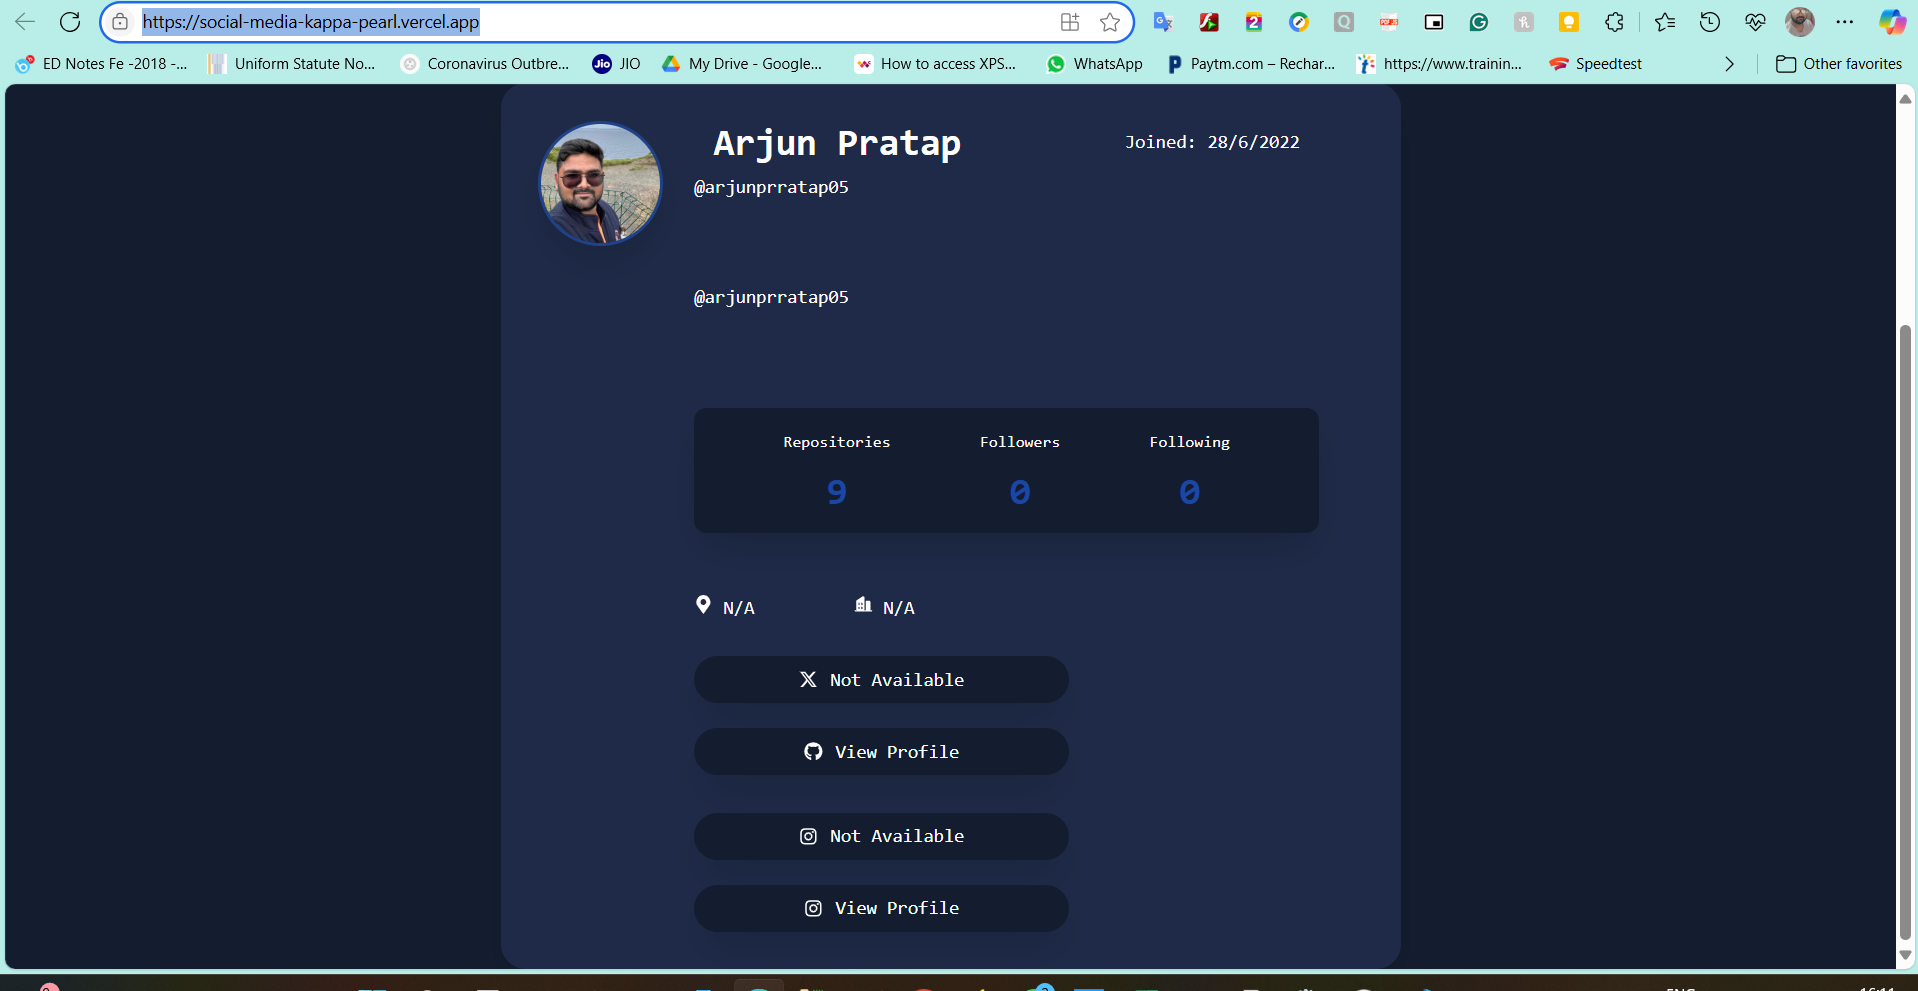 https://social-media-kappa-pearl.vercel.app
ED Notes Fe -2018 -... Uniform Statute No... Coronavirus Outbre... Jio JIO My Drive - Google... How to access XPS... WhatsApp Paytm.com – Rechar... https://www.trainin... Speedtest Other favorites
Arjun Pratap Joined: 28/6/2022
@arjunprratap05
@arjunprratap05
Repositories Followers Following
9 0 0
N/A N/A
Not Available
View Profile
Not Available
View Profile